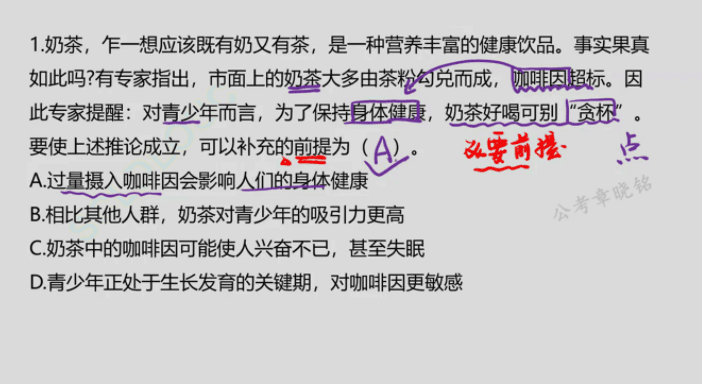 1.奶茶，乍一想应该既有奶又有茶，是一种营养丰富的健康饮品。事实果真
如此吗?有专家指出，市面上的奶茶大多由茶粉勾兑而成，咖啡因超标。因
此专家提醒：对青少年而言，为了保持身体健康，奶茶好喝可别“贪杯”。
要使上述推论成立，可以补充的前提为（A）。 必要前提 点
A.过量摄入咖啡因会影响人们的身体健康
B.相比其他人群，奶茶对青少年的吸引力更高
公考章晓铭
C.奶茶中的咖啡因可能使人兴奋不已，甚至失眠
D.青少年正处于生长发育的关键期，对咖啡因更敏感